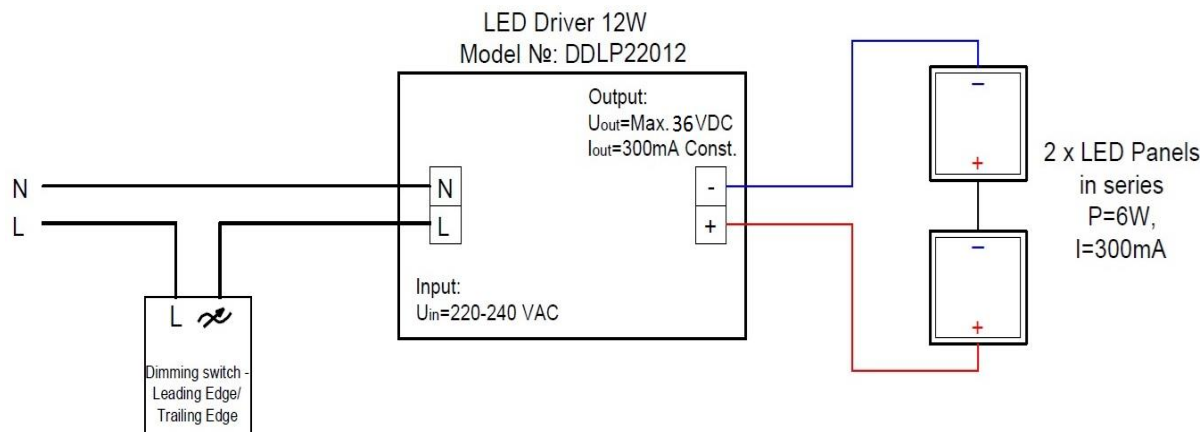 LED Driver 12W
Model №: DDLP22012
Output:
Uout=Max.36VDC
Iout=300mA Const.
N
L
N
L
-
+
Input:
Uin=220-240 VAC
L
Dimming switch -
Leading Edge/
Trailing Edge
−
+
−
+
2 x LED Panels
in series
P=6W,
I=300mA